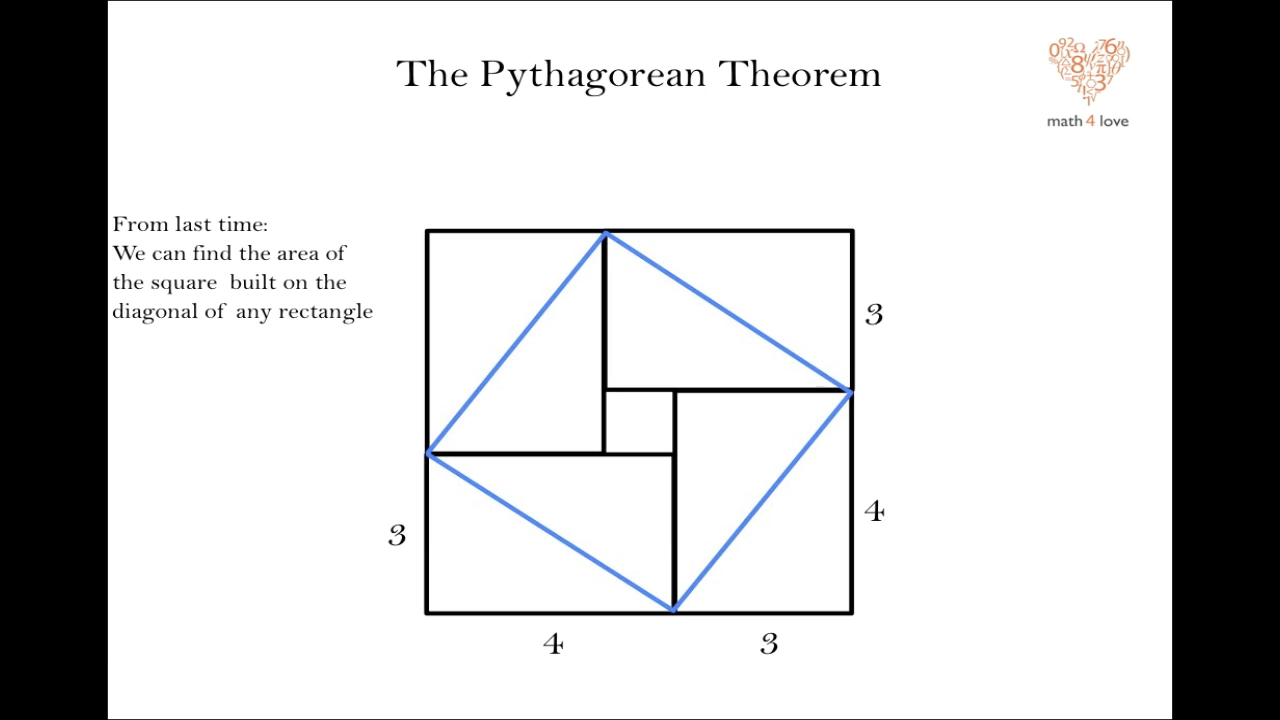 The Pythagorean Theorem
math 4 love
From last time:
We can find the area of
the square built on the
diagonal of any rectangle
3
4
3
4
3